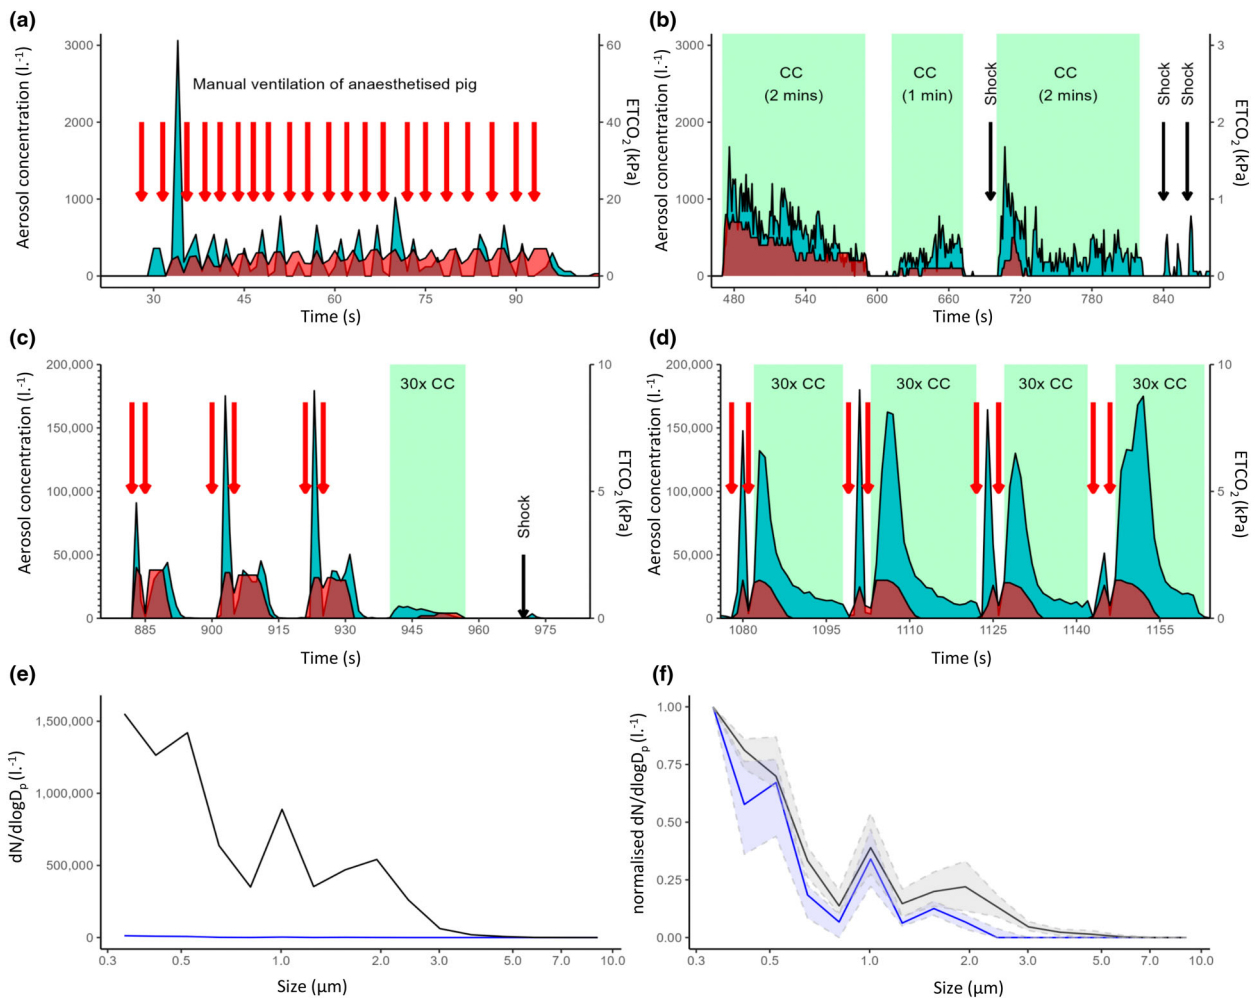 (a)
Aerosol concentration (l.-1)
3000
2000
1000
0
Manual ventilation of anaesthetised pig
60
40
20
0
ETCO2 (kPa)
30 45 60 75 90
Time (s)
(b)
Aerosol concentration (l.-1)
3000
2000
1000
0
CC
(2 mins)
CC
(1 min)
Shock
CC
(2 mins)
Shock
Shock
3
2
1
0
ETCO2 (kPa)
480 540 600 660 720 780 840
Time (s)
(c)
Aerosol concentration (l.-1)
200,000
150,000
100,000
50,000
0
30x CC
Shock
10
5
0
ETCO2 (kPa)
885 900 915 930 945 960 975
Time (s)
(d)
Aerosol concentration (l.-1)
200,000
150,000
100,000
50,000
0
30x CC 30x CC 30x CC 30x CC
10
5
0
ETCO2 (kPa)
1080 1095 1110 1125 1140 1155
Time (s)
(e)
dN/dlogDp (l.-1)
1,500,000
1,000,000
500,000
0
0.3 0.5 1.0 2.0 3.0 5.0 7.0 10.0
Size (μm)
(f)
normalised dN/dlogDp (l.-1)
1.00
0.75
0.50
0.25
0.00
0.3 0.5 1.0 2.0 3.0 5.0 7.0 10.0
Size (μm)